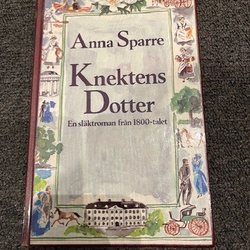 Anna Sparre
Knektens
Dotter
En släktroman från 1800-talet